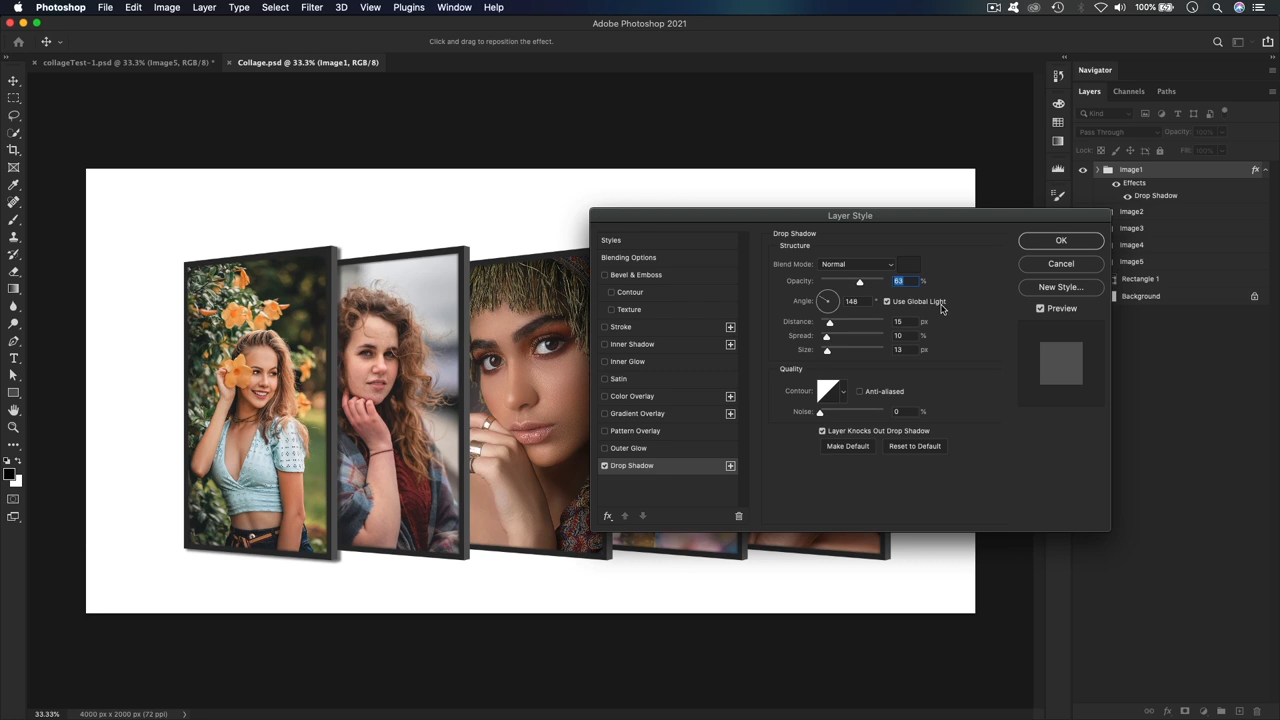 Photoshop File Edit Image Layer Type Select Filter 3D View Plugins Window Help 100%
Adobe Photoshop 2021
Click and drag to reposition the effect.
collageTest-1.psd @ 33.3% (Image5, RGB/8) * Collage.psd @ 33.3% (Image1, RGB/8)
Navigator
Layers Channels Paths
Kind
Pass Through Opacity: 100%
Lock: Fill: 100%
Image1 fx
Effects
Drop Shadow
Image2
Image3
Image4
Image5
Rectangle 1
Background
Layer Style
Styles
Blending Options
Bevel & Emboss
Contour
Texture
Stroke
Inner Shadow
Inner Glow
Satin
Color Overlay
Gradient Overlay
Pattern Overlay
Outer Glow
Drop Shadow
fx
Drop Shadow
Structure
Blend Mode: Normal
Opacity: 63 %
Angle: 148 ° Use Global Light
Distance: 15 px
Spread: 10 %
Size: 13 px
Quality
Contour: Anti-aliased
Noise: 0 %
Layer Knocks Out Drop Shadow
Make Default Reset to Default
OK
Cancel
New Style...
Preview
33.33% 4000 px x 2000 px (72 ppi)
fx